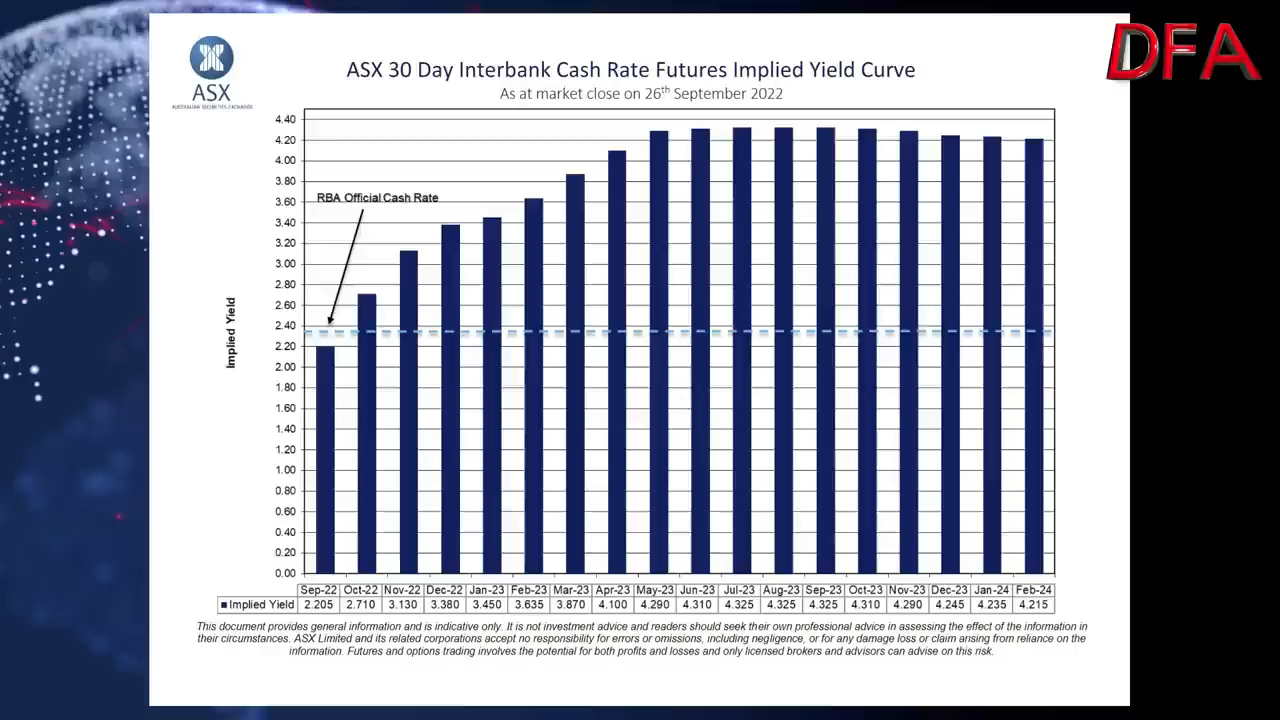 DFA
ASX
AUSTRALIAN SECURITIES EXCHANGE
ASX 30 Day Interbank Cash Rate Futures Implied Yield Curve
As at market close on 26th September 2022
Implied Yield
4.40
4.20
4.00
3.80
3.60
3.40
3.20
3.00
2.80
2.60
2.40
2.20
2.00
1.80
1.60
1.40
1.20
1.00
0.80
0.60
0.40
0.20
0.00
RBA Official Cash Rate
Sep-22 Oct-22 Nov-22 Dec-22 Jan-23 Feb-23 Mar-23 Apr-23 May-23 Jun-23 Jul-23 Aug-23 Sep-23 Oct-23 Nov-23 Dec-23 Jan-24 Feb-24
Implied Yield 2.205 2.710 3.130 3.380 3.450 3.635 3.870 4.100 4.290 4.310 4.325 4.325 4.325 4.310 4.290 4.245 4.235 4.215
This document provides general information and is indicative only. It is not investment advice and readers should seek their own professional advice in assessing the effect of the information in
their circumstances. ASX Limited and its related corporations accept no responsibility for errors or omissions, including negligence, or for any damage loss or claim arising from reliance on the
information. Futures and options trading involves the potential for both profits and losses and only licensed brokers and advisors can advise on this risk.